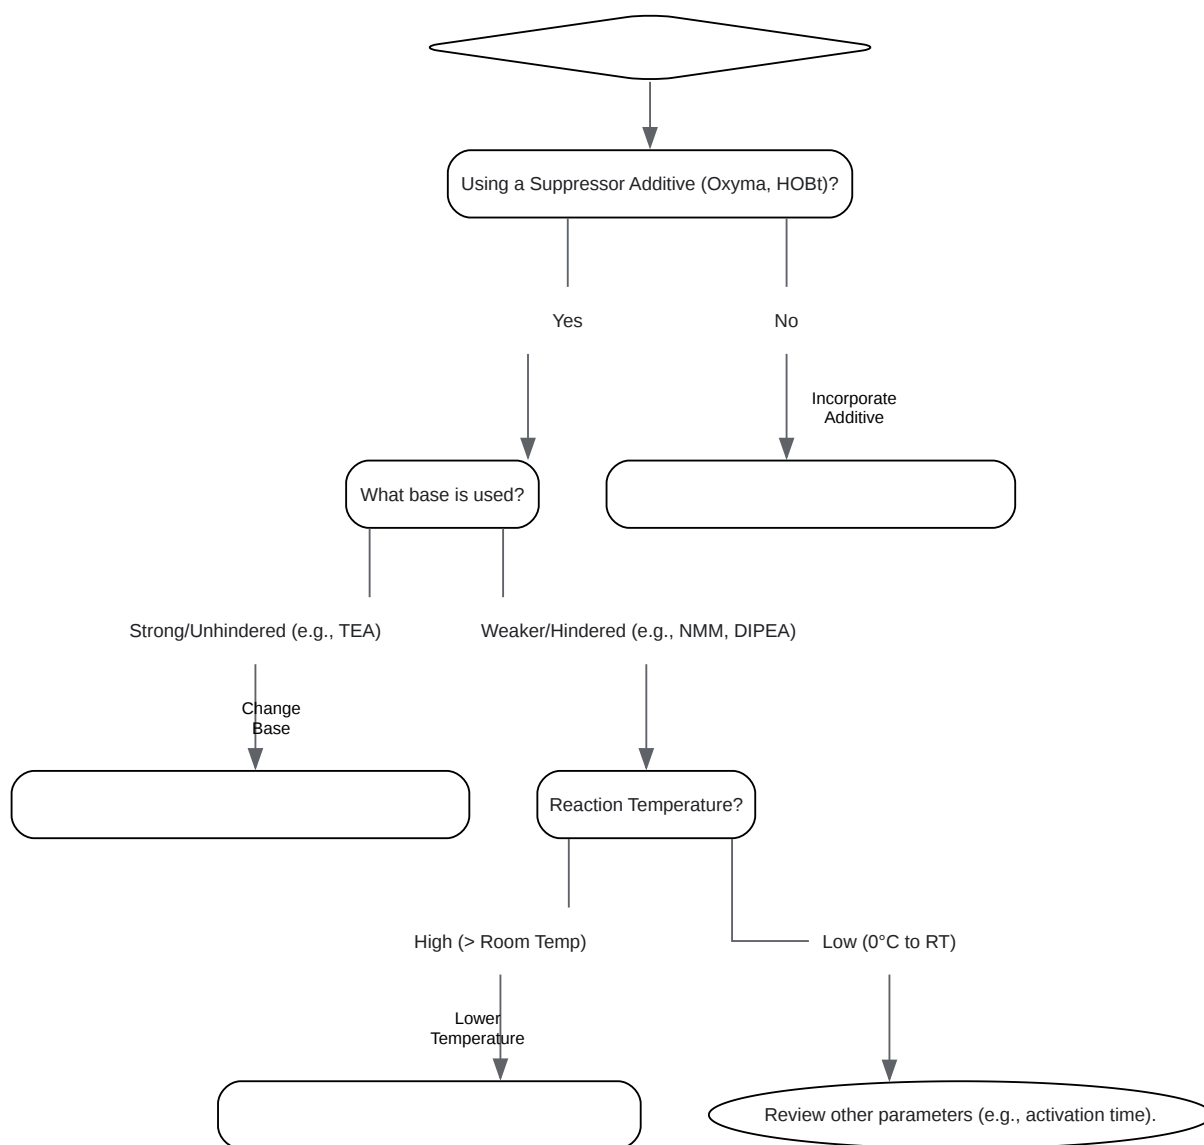 Using a Suppressor Additive (Oxyma, HOBt)?
Yes
No
Incorporate
Additive
What base is used?
Strong/Unhindered (e.g., TEA)
Weaker/Hindered (e.g., NMM, DIPEA)
Change
Base
Reaction Temperature?
High (> Room Temp)
Low (0°C to RT)
Lower
Temperature
Review other parameters (e.g., activation time).